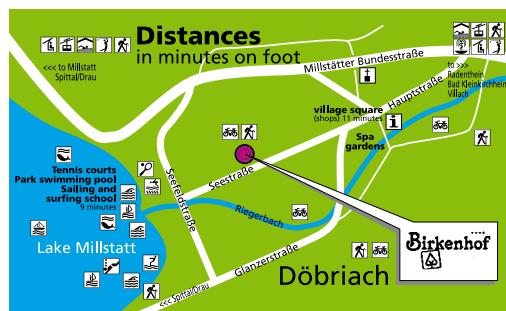 Distances
in minutes on foot
<<< to Millstatt
Spittal/Drau
Millstätter Bundesstraße
to >>>
Radenthein
Bad Kleinkirchheim
Villach
Hauptstraße
village square
(shops) 11 minutes
i
Spa
gardens
Tennis courts
Park swimming pool
Sailing and
surfing school
9 minutes
Seestraße
Seefeldstraße
Riegerbach
Lake Millstatt
Glanzerstraße
Birkenhof
Döbriach
<<< Spittal/Drau